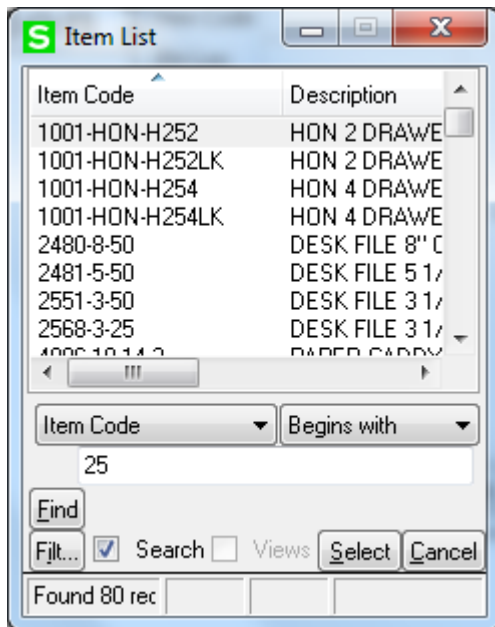 S Item List
Item Code Description
1001-HON-H252 HON 2 DRAWE
1001-HON-H252LK HON 2 DRAWE
1001-HON-H254 HON 4 DRAWE
1001-HON-H254LK HON 4 DRAWE
2480-8-50 DESK FILE 8"
2481-5-50 DESK FILE 5 1/
2551-3-50 DESK FILE 3 1/
2568-3-25 DESK FILE 3 1/
PAPER CADDY
Item Code Begins with
25
Find
Filt... Search Views Select Cancel
Found 80 rec